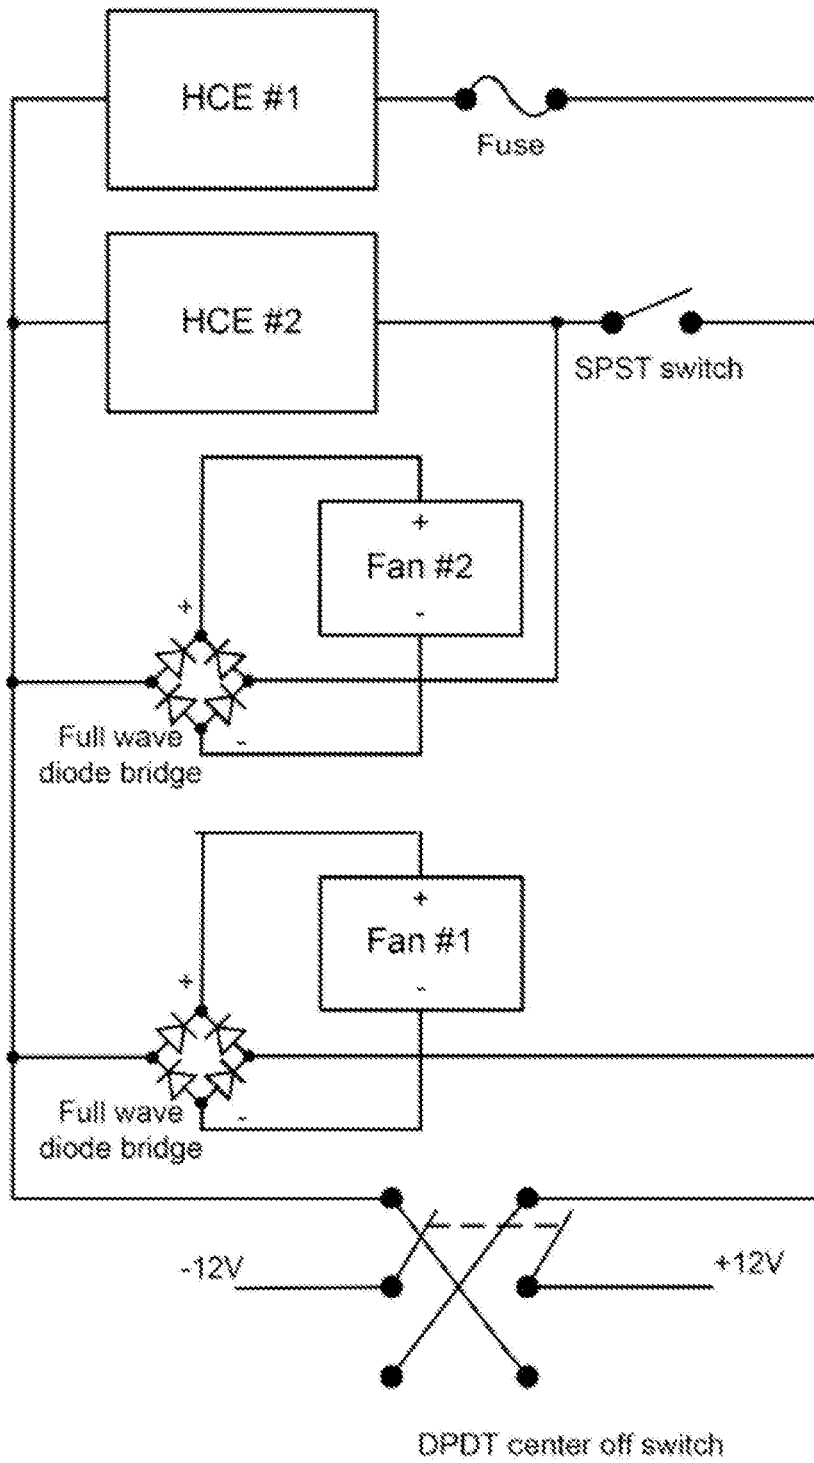 HCE #1
Fuse
HCE #2
SPST switch
+
Fan #2
-
+
-
Full wave
diode bridge
+
Fan #1
-
+
-
Full wave
diode bridge
-12V
+12V
DPDT center off switch